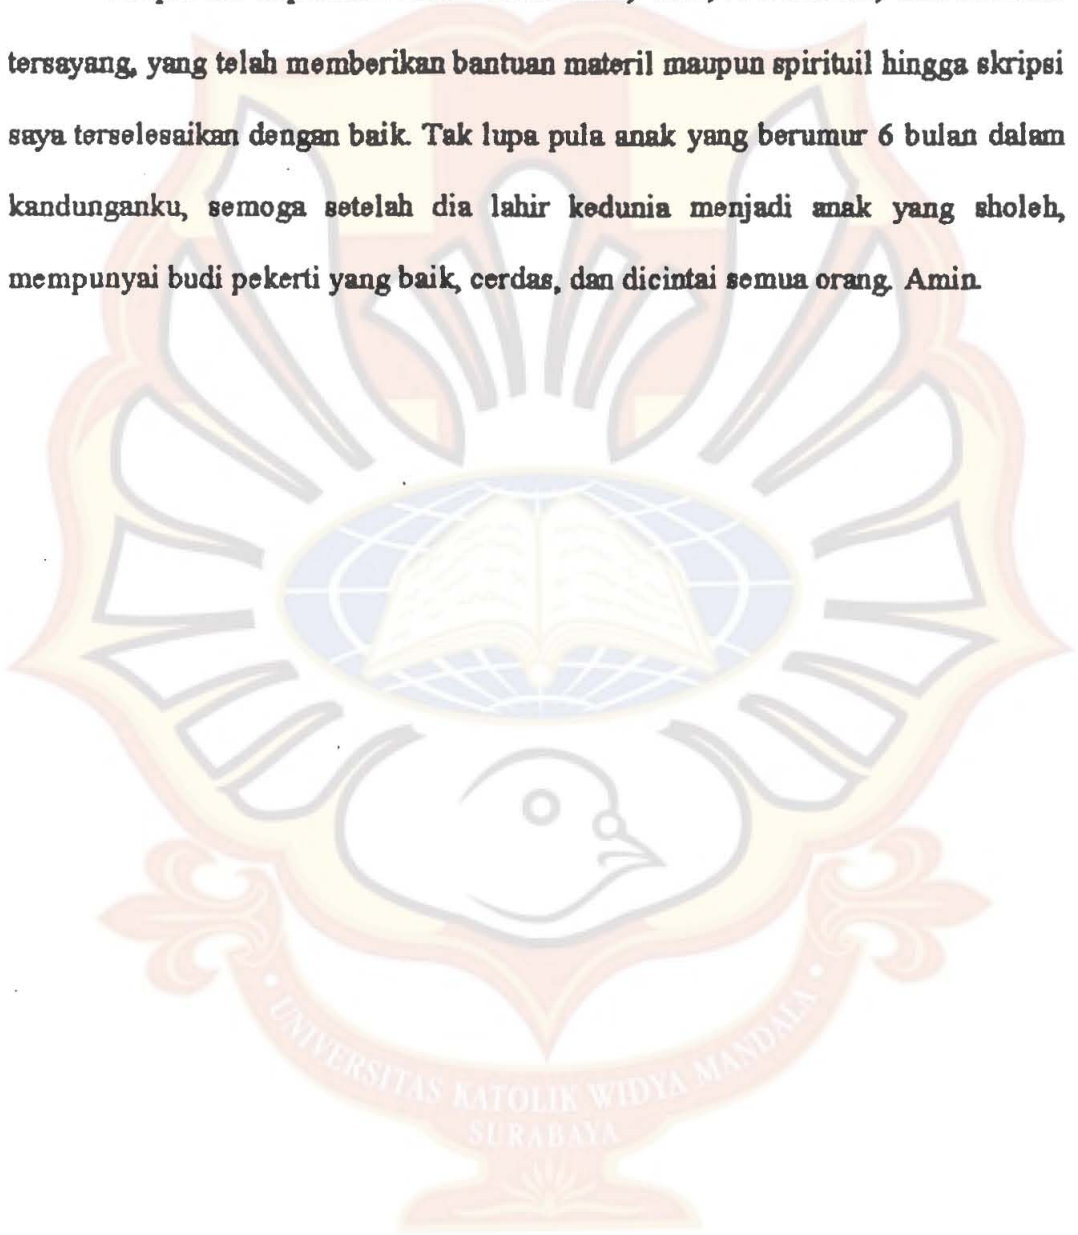 tersayang, yang telah memberikan bantuan materil maupun spirituil hingga skripsi
saya terselesaikan dengan baik. Tak lupa pula anak yang berumur 6 bulan dalam
kandunganku, semoga setelah dia lahir kedunia menjadi anak yang sholeh,
mempunyai budi pekerti yang baik, cerdas, dan dicintai semua orang. Amin.
UNIVERSITAS KATOLIK WIDYA MANDALA
SURABAYA